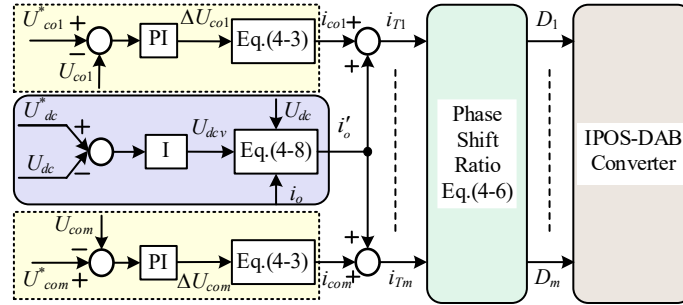 U*co1 + − PI ΔUco1 Eq.(4-3) ico1 + iT1 D1
Uco1 +
U*dc + Udc i′o
Udc − I Udcv Eq.(4-8)
io
Phase
Shift
Ratio
Eq.(4-6)
IPOS-DAB
Converter
Ucom +
U*com − + PI ΔUcom Eq.(4-3) icom + iTm Dm